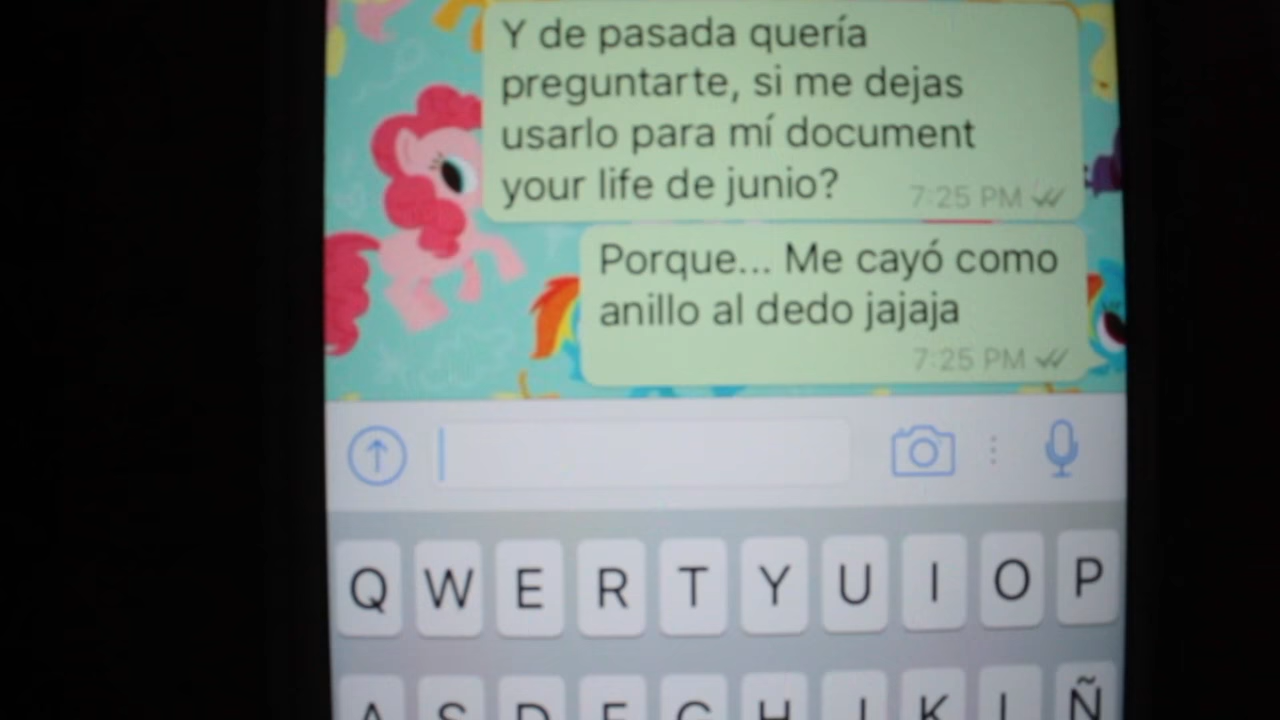 Y de pasada quería
preguntarte, si me dejas
usarlo para mí document
your life de junio?
7:25 PM
Porque... Me cayó como
anillo al dedo jajaja
7:25 PM
Q W E R T Y U I O P
A S D F G H J K L Ñ